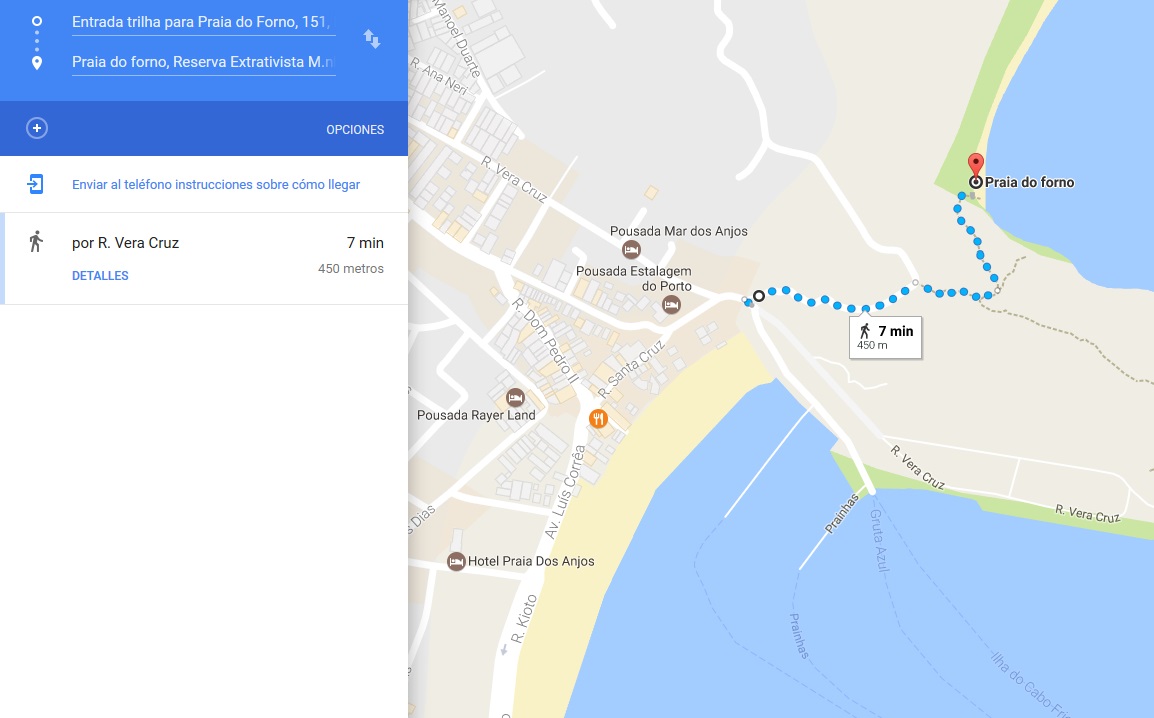 Entrada trilha para Praia do Forno, 151,
Praia do forno, Reserva Extrativista M.n
OPCIONES
Enviar al teléfono instrucciones sobre cómo llegar
por R. Vera Cruz
7 min
DETALLES
450 metros
Manoel Duarte
R. Ana Neri
R. Vera Cruz
Praia do forno
Pousada Mar dos Anjos
Pousada Estalagem
do Porto
7 min
450 m
R. Dom Pedro II
R. Santa Cruz
Pousada Rayer Land
Av. Luís Corrêa
R. Vera Cruz
R. Vera Cruz
Prainhas
Gruta Azul
s Dias
Hotel Praia Dos Anjos
R. Kioto
Prainhas
Ilha do Cabo Frio